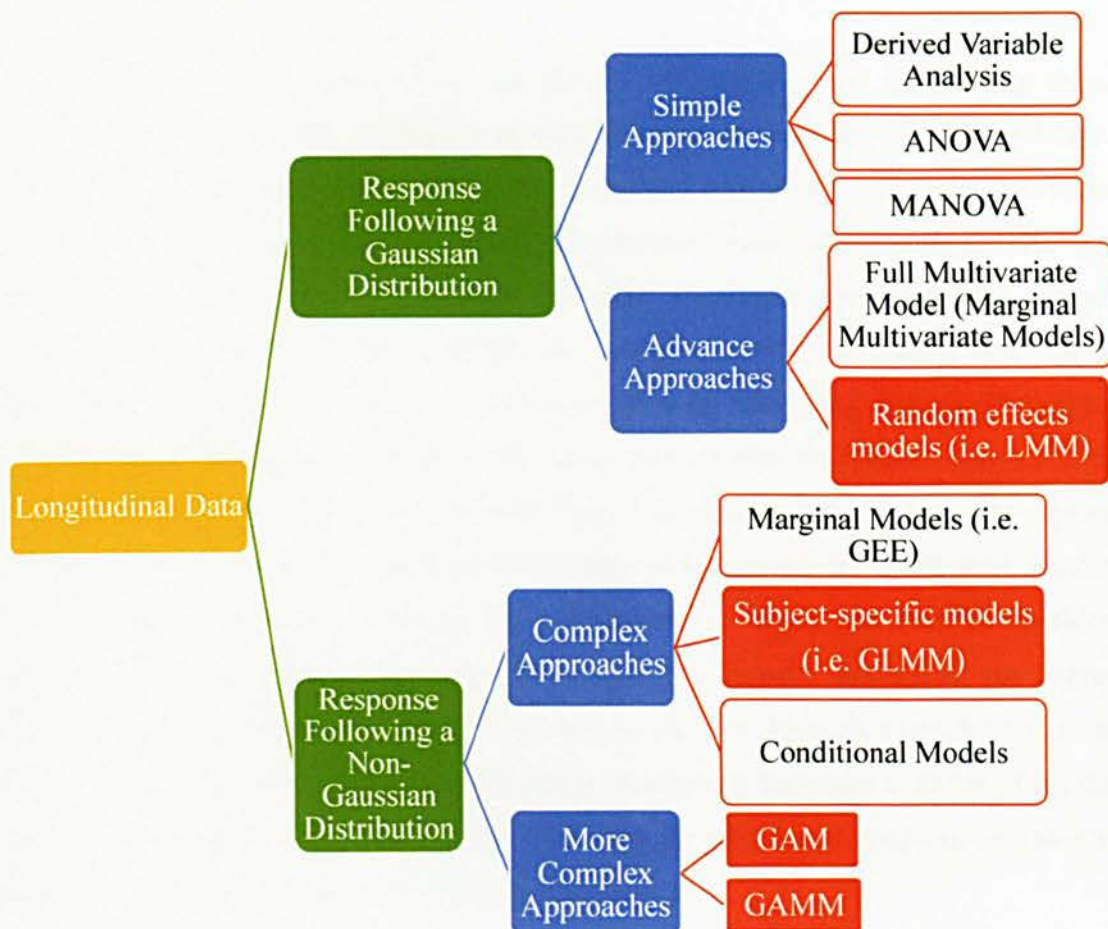 Longitudinal Data
Response
Following a
Gaussian
Distribution
Simple
Approaches
Derived Variable
Analysis
ANOVA
MANOVA
Advance
Approaches
Full Multivariate
Model (Marginal
Multivariate Models)
Random effects
models (i.e. LMM)
Response
Following a
Non-
Gaussian
Distribution
Complex
Approaches
Marginal Models (i.e.
GEE)
Subject-specific models
(i.e. GLMM)
Conditional Models
More
Complex
Approaches
GAM
GAMM